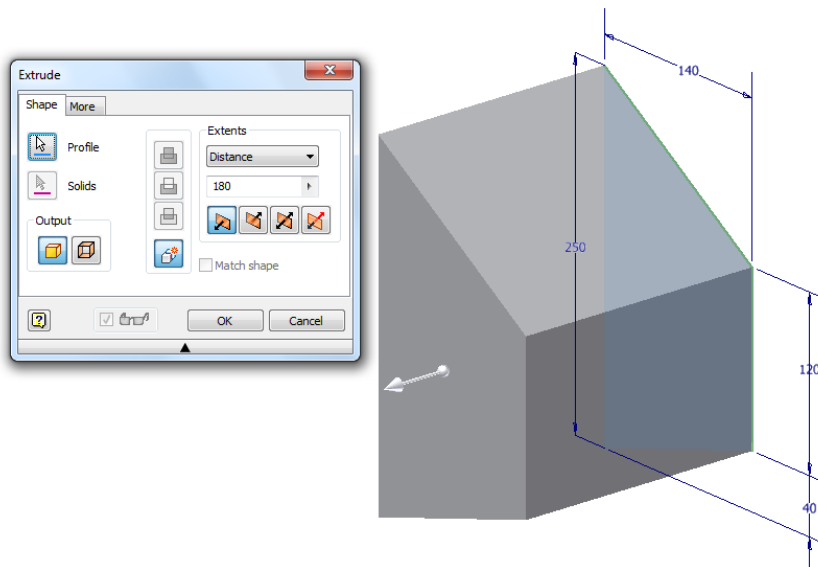 Extrude
Shape
More
Profile
Solids
Output
Extents
Distance
180
Match shape
OK
Cancel
140
250
120
40